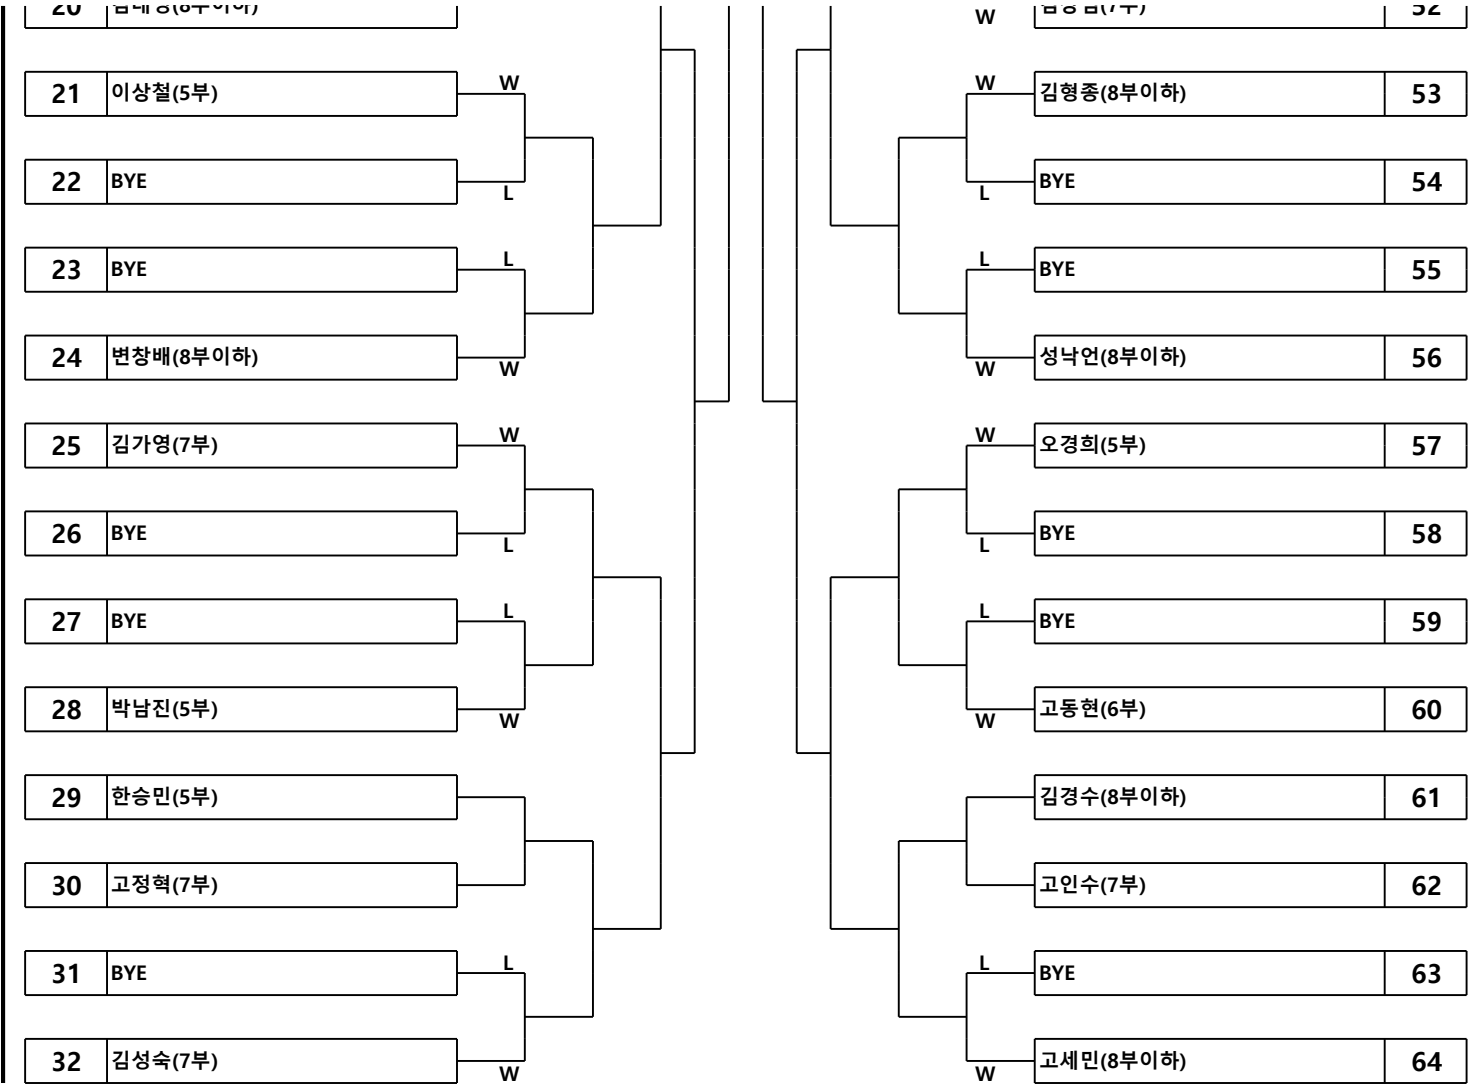 20
W
52
21 이상철(5부) W
W 김형종(8부이하) 53
22 BYE L
L BYE 54
23 BYE L
L BYE 55
24 변창배(8부이하) W
W 성낙언(8부이하) 56
25 김가영(7부) W
W 오경희(5부) 57
26 BYE L
L BYE 58
27 BYE L
L BYE 59
28 박남진(5부) W
W 고동현(6부) 60
29 한승민(5부)
김경수(8부이하) 61
30 고정혁(7부)
고인수(7부) 62
31 BYE L
L BYE 63
32 김성숙(7부) W
W 고세민(8부이하) 64